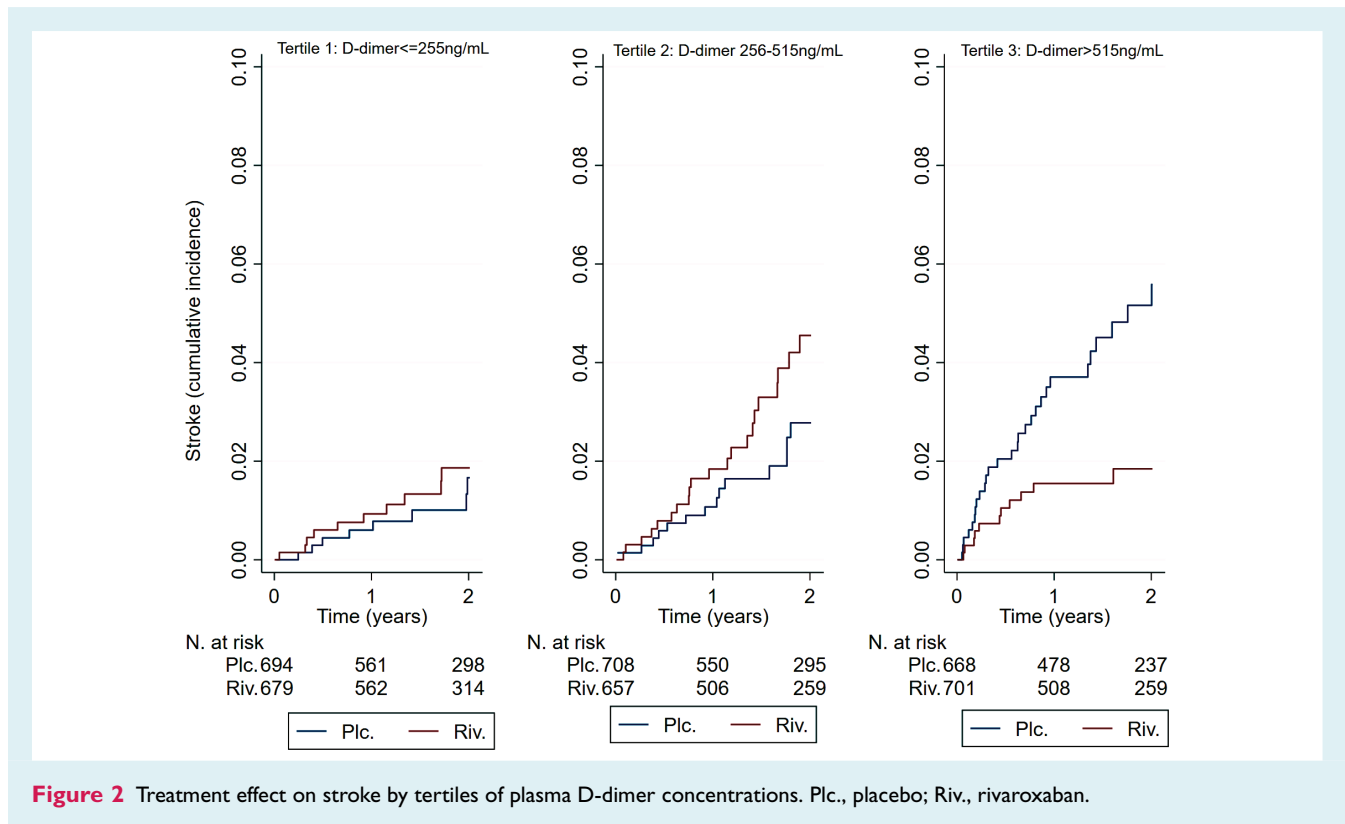 Tertile 1: D-dimer<=255ng/mL
Stroke (cumulative incidence)
0.10
0.08
0.06
0.04
0.02
0.00
0 1 2
Time (years)
N. at risk
Plc. 694 561 298
Riv. 679 562 314
Plc. Riv.
Tertile 2: D-dimer 256-515ng/mL
0.10
0.08
0.06
0.04
0.02
0.00
0 1 2
Time (years)
N. at risk
Plc. 708 550 295
Riv. 657 506 259
Plc. Riv.
Tertile 3: D-dimer>515ng/mL
0.10
0.08
0.06
0.04
0.02
0.00
0 1 2
Time (years)
N. at risk
Plc. 668 478 237
Riv. 701 508 259
Plc. Riv.
Figure 2 Treatment effect on stroke by tertiles of plasma D-dimer concentrations. Plc., placebo; Riv., rivaroxaban.